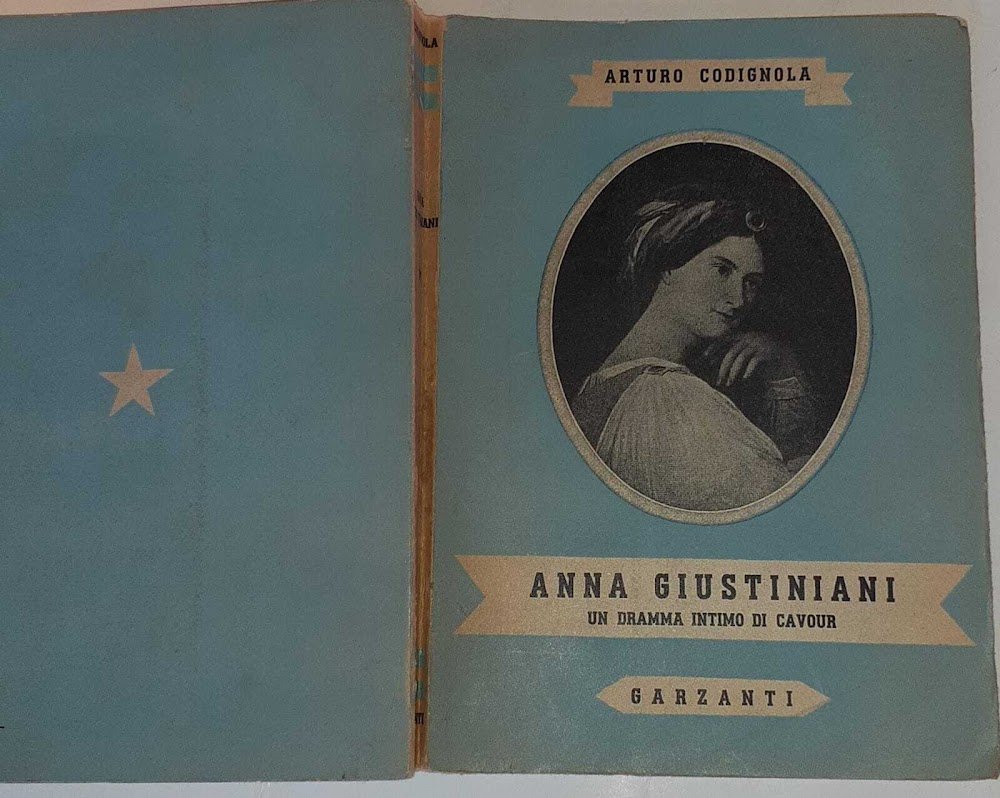 ARTURO CODIGNOLA
ANNA GIUSTINIANI
UN DRAMMA INTIMO DI CAVOUR
GARZANTI